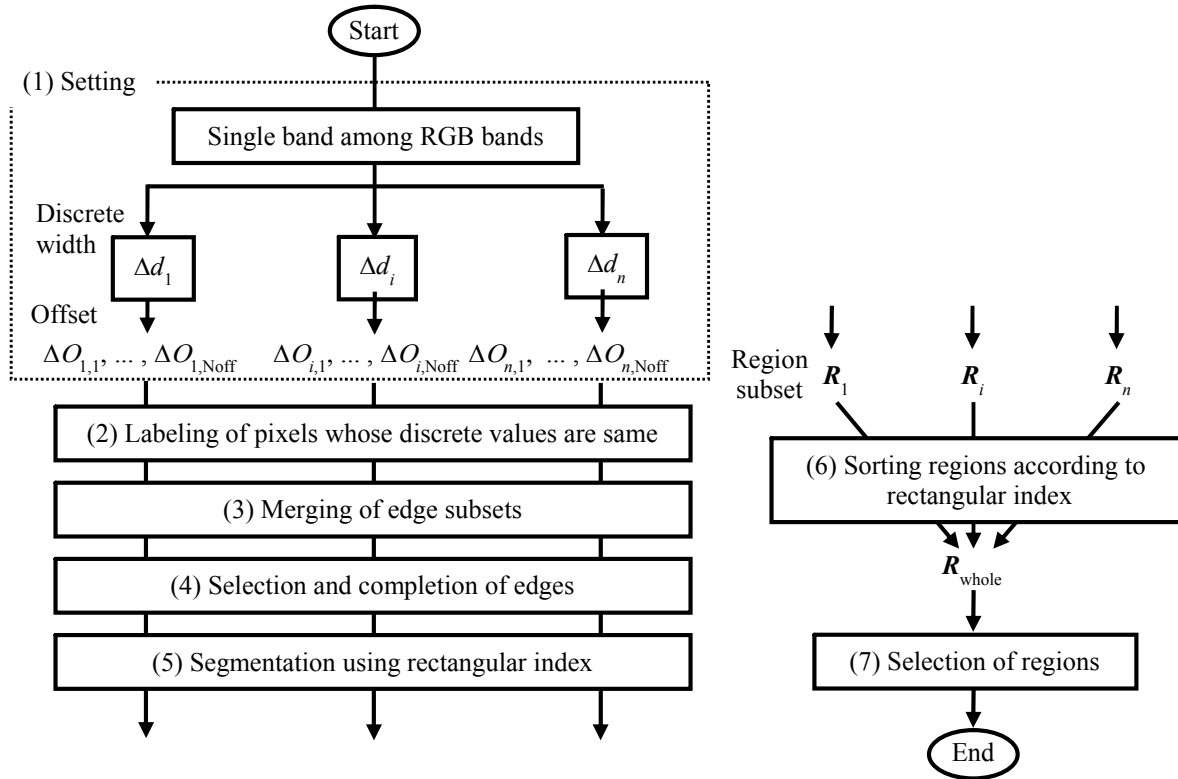 Start
(1) Setting
Single band among RGB bands
Discrete
width
Δd1
Δdi
Δdn
Offset
ΔO1,1, ... , ΔO1,Noff
ΔOi,1, ... , ΔOi,Noff
ΔOn,1, ... , ΔOn,Noff
(2) Labeling of pixels whose discrete values are same
(3) Merging of edge subsets
(4) Selection and completion of edges
(5) Segmentation using rectangular index
Region
subset
R1
Ri
Rn
(6) Sorting regions according to
rectangular index
Rwhole
(7) Selection of regions
End